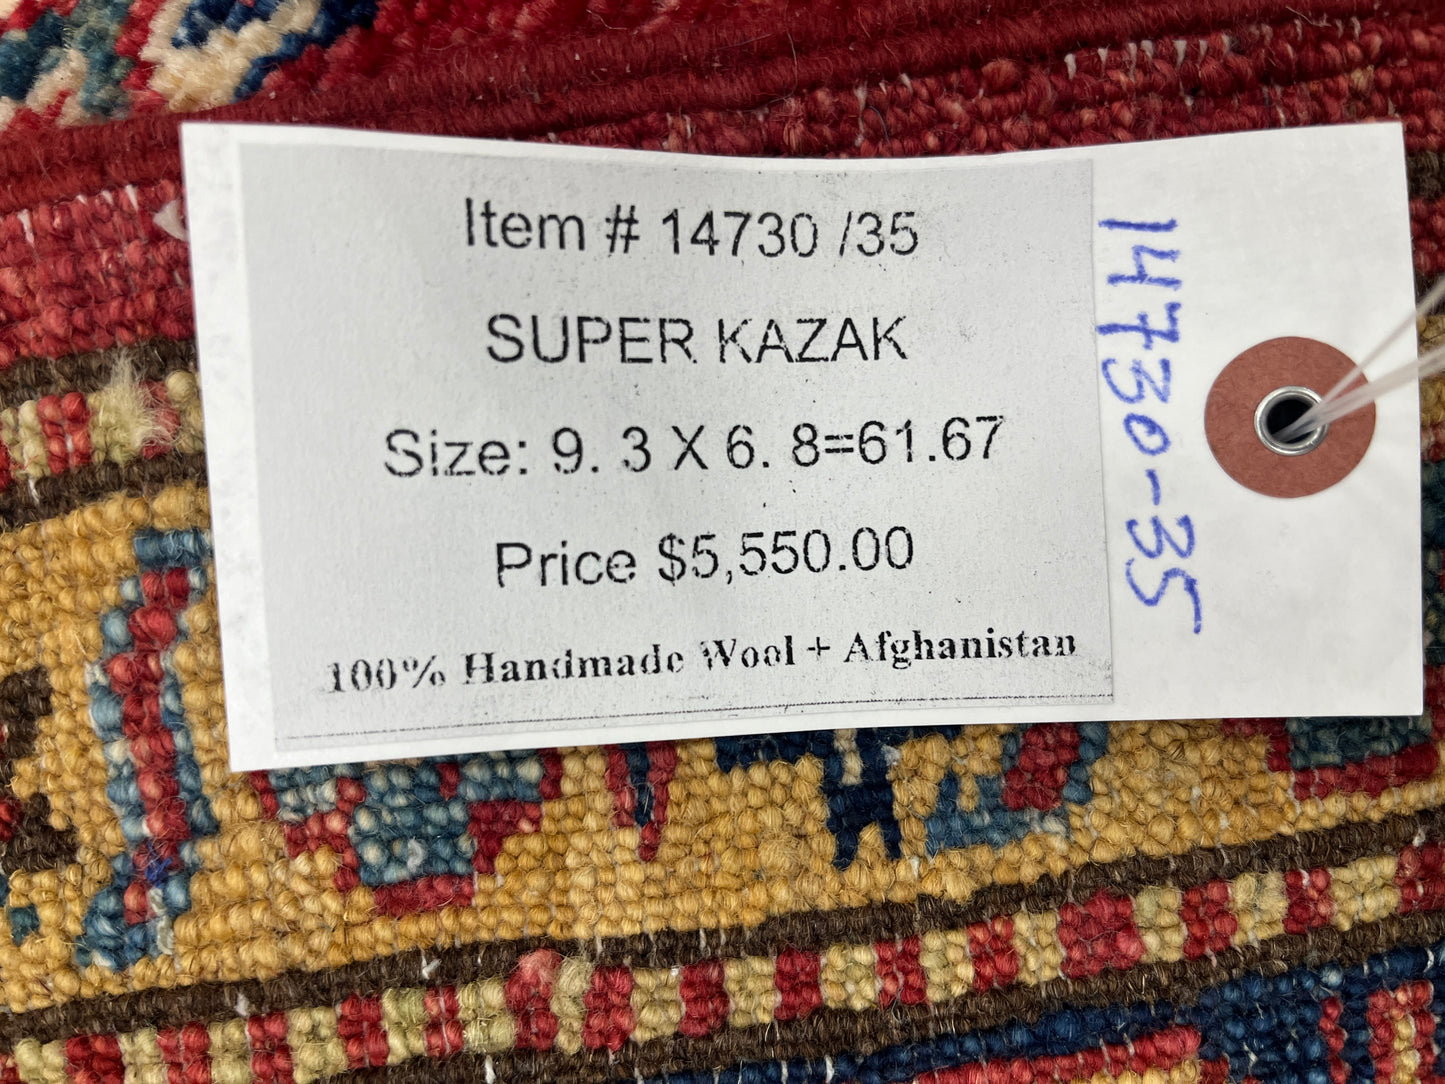 Item # 14730 /35
SUPER KAZAK
Size: 9. 3 X 6. 8=61.67
Price $5,550.00
100% Handmade Wool + Afghanistan
14730-35